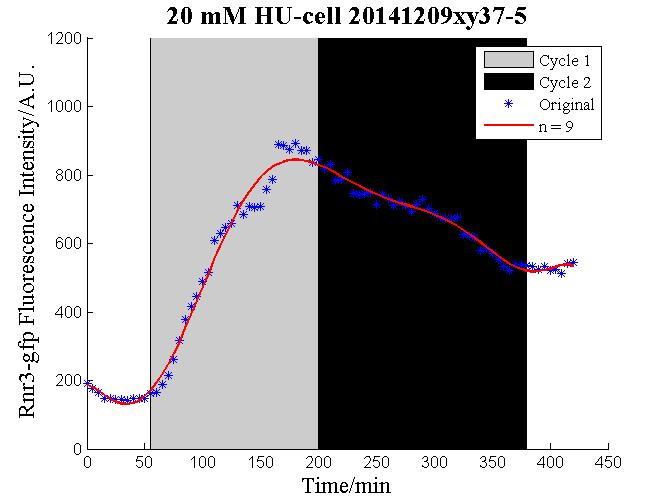 20 mM HU-cell 20141209xy37-5
Rnr3-gfp Fluorescence Intensity/A.U.
1200
1000
800
600
400
200
0
Cycle 1
Cycle 2
Original
n = 9
0 50 100 150 200 250 300 350 400 450
Time/min